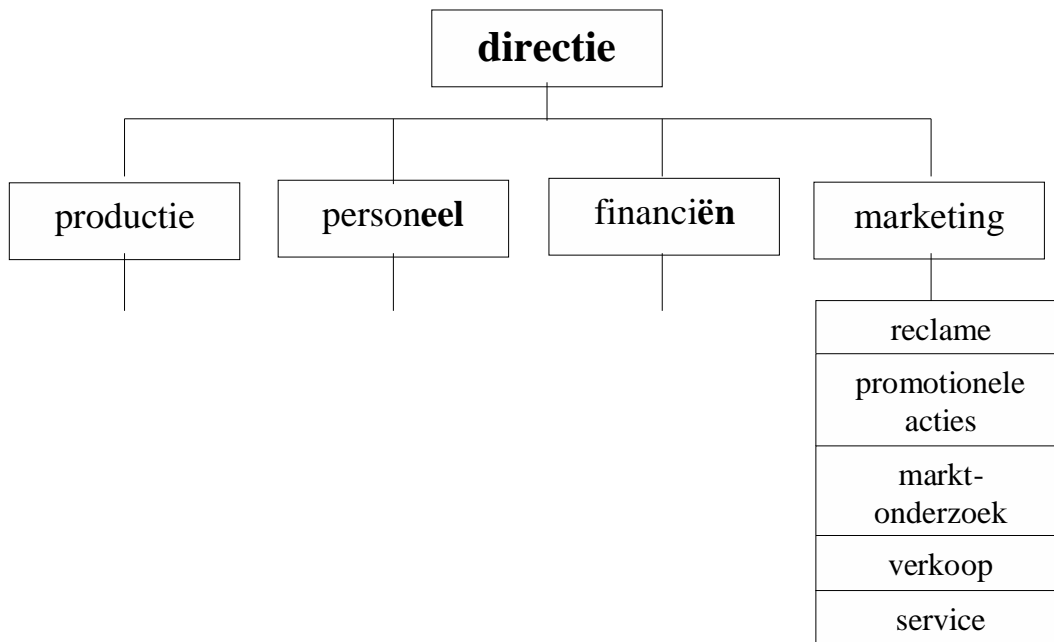 directie
productie
personeel
financiën
marketing
reclame
promotionele
acties
markt-
onderzoek
verkoop
service